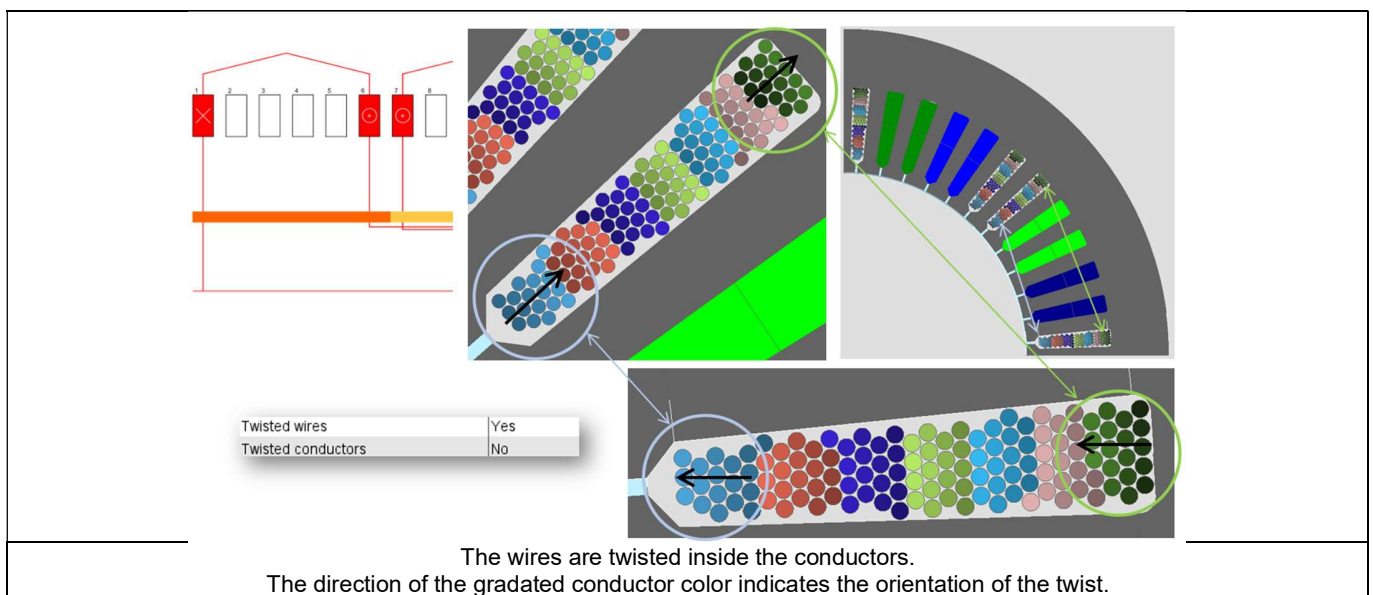 1 2 3 4 5 6 7 8
Twisted wires Yes
Twisted conductors No
The wires are twisted inside the conductors.
The direction of the gradated conductor color indicates the orientation of the twist.